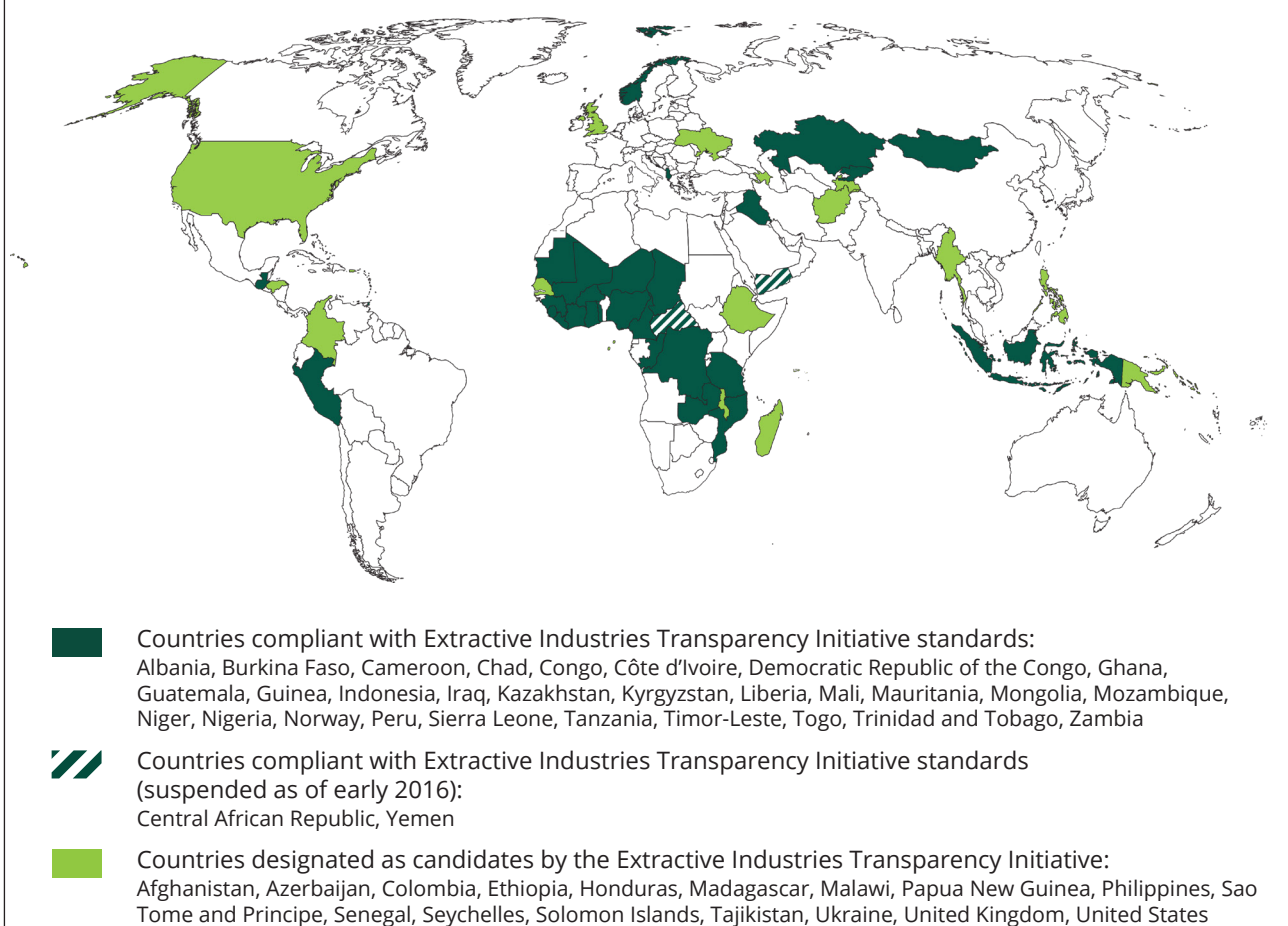 Countries compliant with Extractive Industries Transparency Initiative standards:
Albania, Burkina Faso, Cameroon, Chad, Congo, Côte d’Ivoire, Democratic Republic of the Congo, Ghana,
Guatemala, Guinea, Indonesia, Iraq, Kazakhstan, Kyrgyzstan, Liberia, Mali, Mauritania, Mongolia, Mozambique,
Niger, Nigeria, Norway, Peru, Sierra Leone, Tanzania, Timor-Leste, Togo, Trinidad and Tobago, Zambia
Countries compliant with Extractive Industries Transparency Initiative standards
(suspended as of early 2016):
Central African Republic, Yemen
Countries designated as candidates by the Extractive Industries Transparency Initiative:
Afghanistan, Azerbaijan, Colombia, Ethiopia, Honduras, Madagascar, Malawi, Papua New Guinea, Philippines, Sao
Tome and Principe, Senegal, Seychelles, Solomon Islands, Tajikistan, Ukraine, United Kingdom, United States